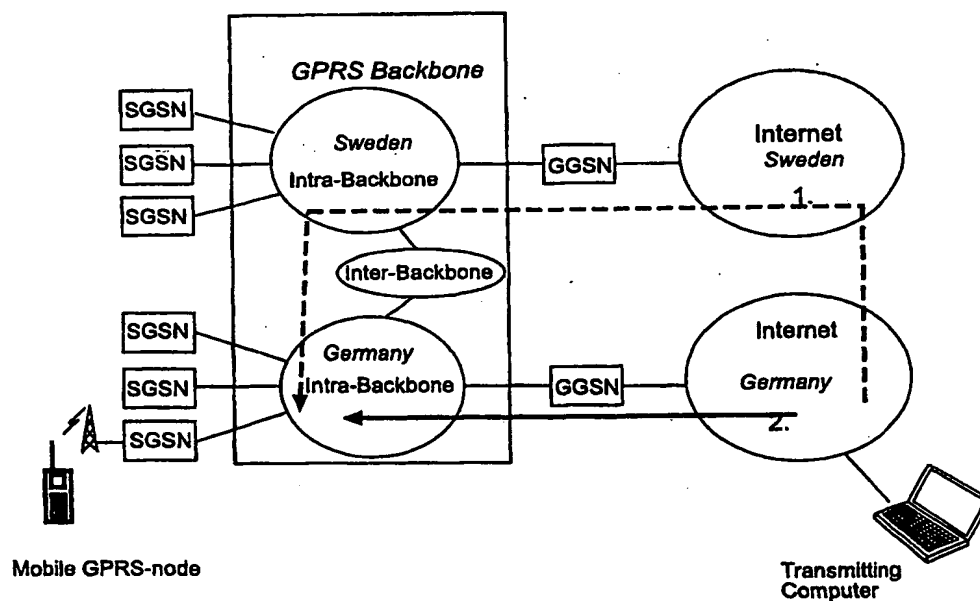 GPRS Backbone
SGSN
SGSN
SGSN
Sweden
Intra-Backbone
GGSN
Internet
Sweden
1.
Inter-Backbone
SGSN
SGSN
SGSN
Germany
Intra-Backbone
GGSN
Internet
Germany
2.
Mobile GPRS-node
Transmitting
Computer